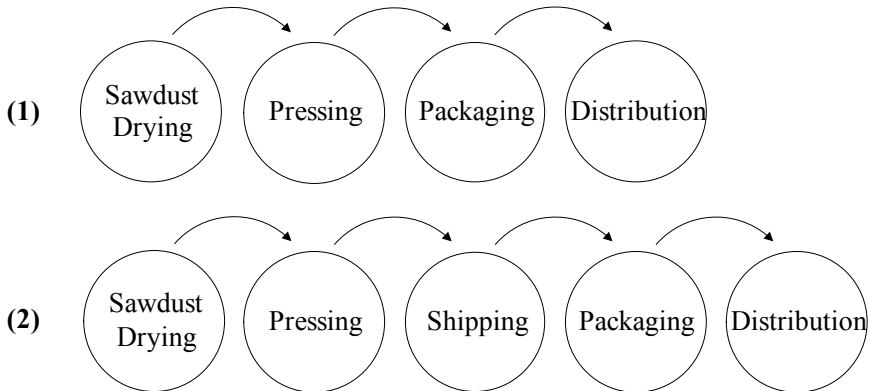 (1)
Sawdust
Drying
Pressing
Packaging
Distribution
(2)
Sawdust
Drying
Pressing
Shipping
Packaging
Distribution